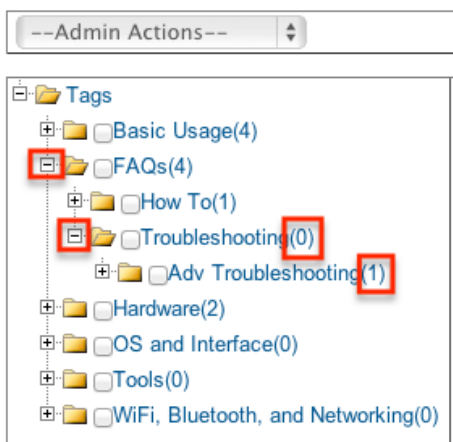 --Admin Actions--
Tags
Basic Usage(4)
FAQs(4)
How To(1)
Troubleshooting(0)
Adv Troubleshooting(1)
Hardware(2)
OS and Interface(0)
Tools(0)
WiFi, Bluetooth, and Networking(0)